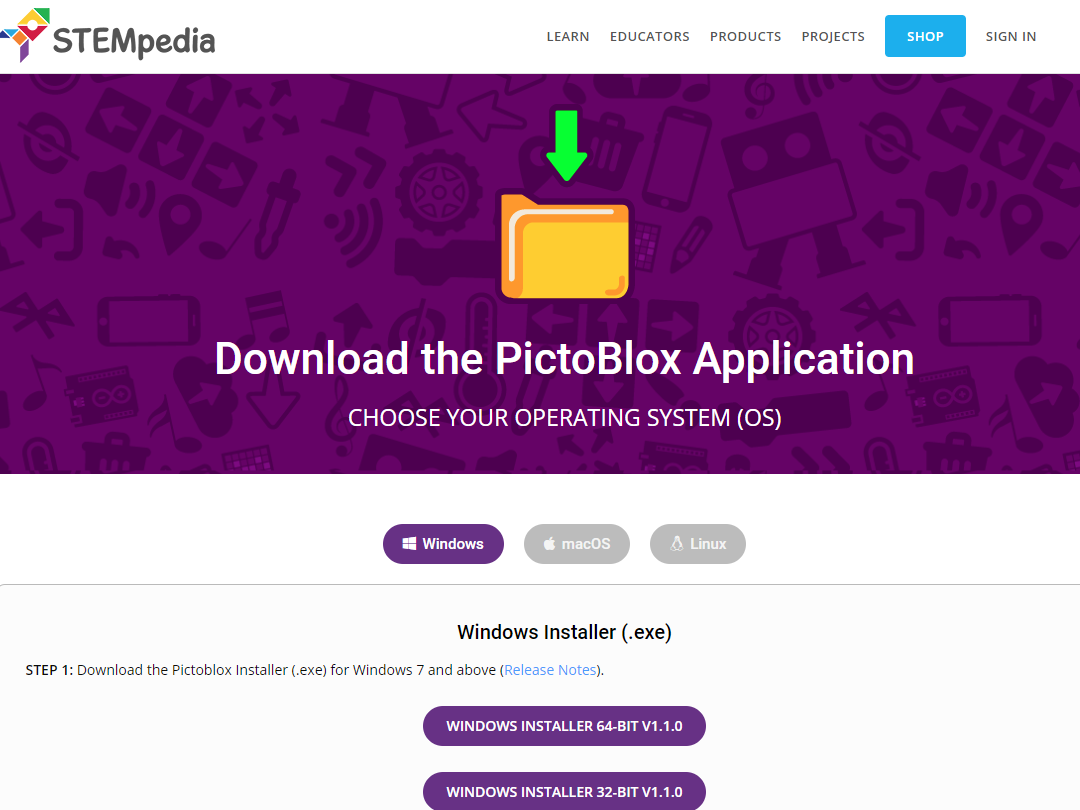 STEMpedia
LEARN EDUCATORS PRODUCTS PROJECTS SHOP SIGN IN
Download the PictoBlox Application
CHOOSE YOUR OPERATING SYSTEM (OS)
Windows macOS Linux
Windows Installer (.exe)
STEP 1: Download the Pictoblox Installer (.exe) for Windows 7 and above (Release Notes).
WINDOWS INSTALLER 64-BIT V1.1.0
WINDOWS INSTALLER 32-BIT V1.1.0